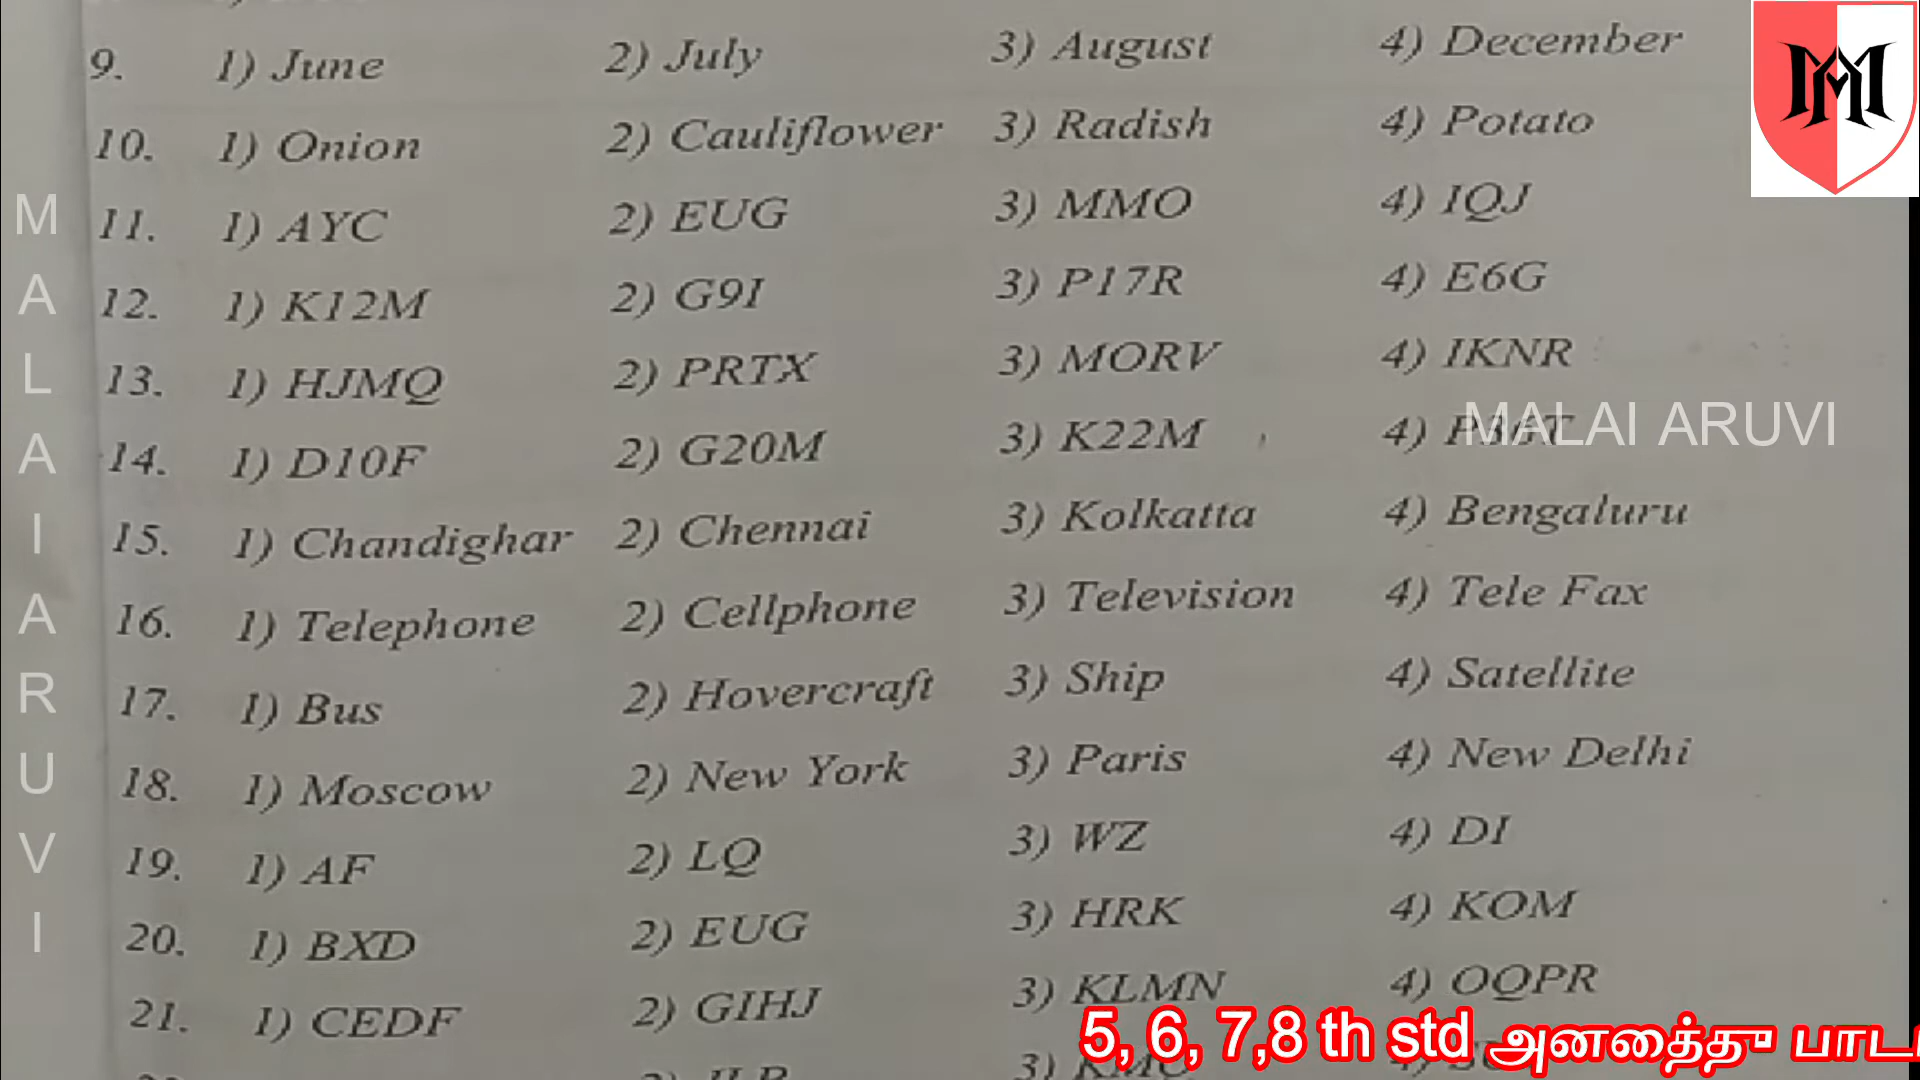 9. 1) June 2) July 3) August 4) December
10. 1) Onion 2) Cauliflower 3) Radish 4) Potato
11. 1) AYC 2) EUG 3) MMO 4) IQJ
12. 1) K12M 2) G9I 3) P17R 4) E6G
13. 1) HJMQ 2) PRTX 3) MORV 4) IKNR
14. 1) D10F 2) G20M 3) K22M 4)
MALAI ARUVI
15. 1) Chandighar 2) Chennai 3) Kolkatta 4) Bengaluru
16. 1) Telephone 2) Cellphone 3) Television 4) Tele Fax
17. 1) Bus 2) Hovercraft 3) Ship 4) Satellite
18. 1) Moscow 2) New York 3) Paris 4) New Delhi
19. 1) AF 2) LQ 3) WZ 4) DI
20. 1) BXD 2) EUG 3) HRK 4) KOM
21. 1) CEDF 2) GIHJ 3) KLMN 4) OQPR
5, 6, 7,8 th std அனைத்து
MALAIARUVI